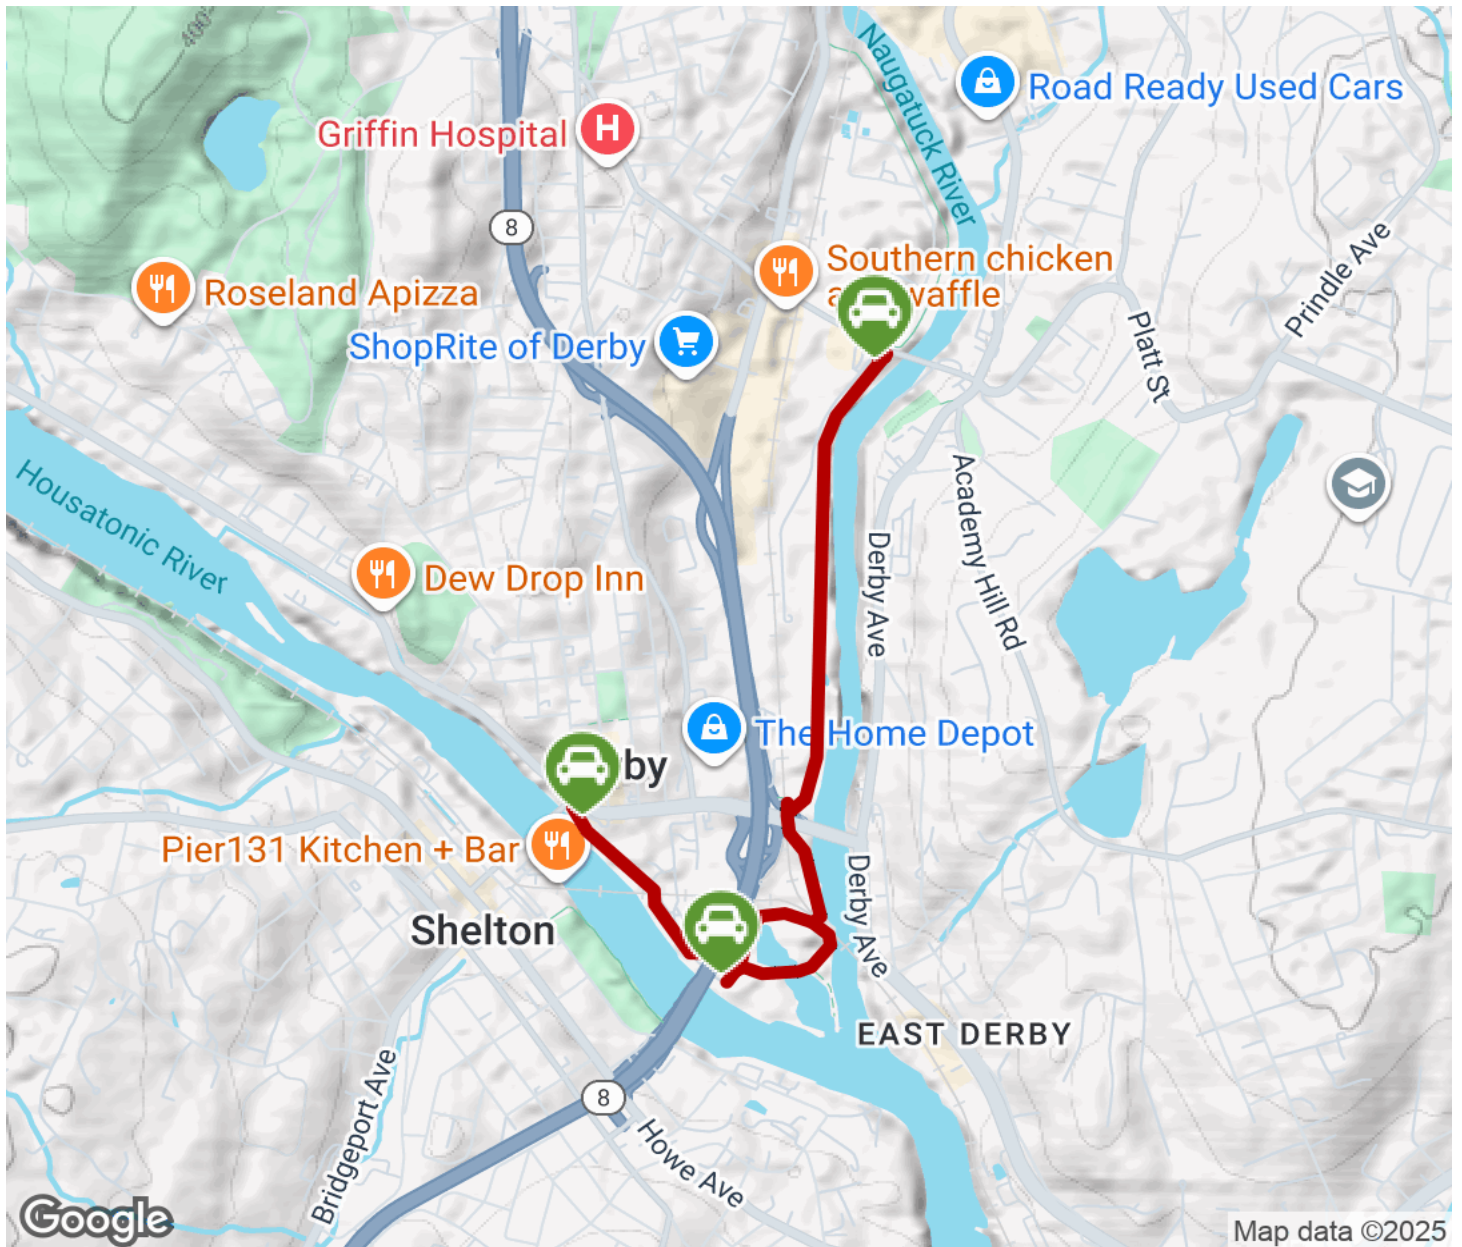 400
Naugatuck River
Road Ready Used Cars
Griffin Hospital
H
8
Southern chicken
waffle
Roseland Apizza
Prindle Ave
ShopRite of Derby
Platt St
Housatonic River
Academy Hill Rd
Derby Ave
Dew Drop Inn
The Home Depot
by
Pier131 Kitchen + Bar
Derby Ave
Shelton
EAST DERBY
8
Bridgeport Ave
Howe Ave
Google
Map data ©2025